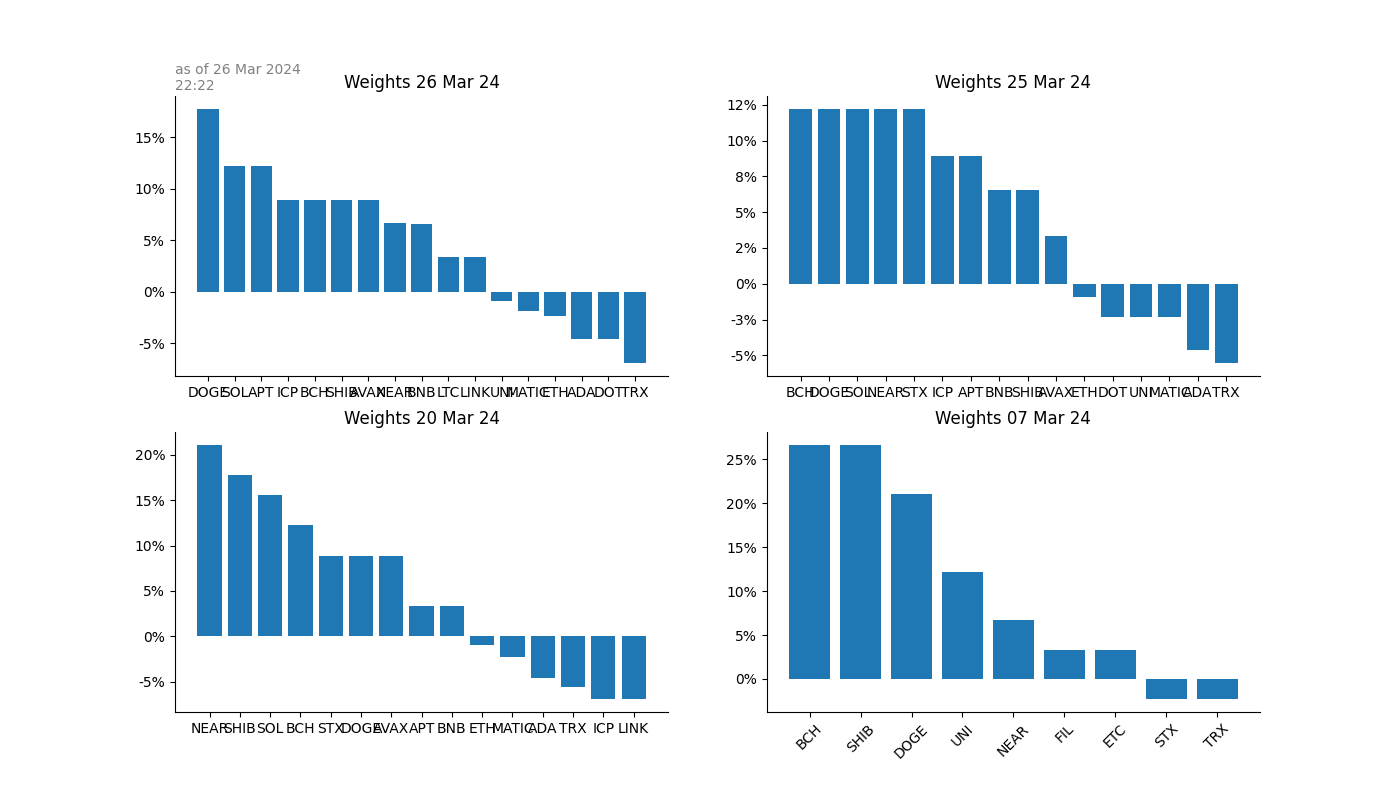 as of 26 Mar 2024
22:22
Weights 26 Mar 24
15%
10%
5%
0%
-5%
DOGE SOL APT ICP BCH SHIB AVAX NEAR BNB LTC LINK UNI MATIC ETH ADA DOT TRX
Weights 25 Mar 24
12%
10%
8%
5%
2%
0%
-3%
-5%
BCH DOGE SOL NEAR STX ICP APT BNB SHIB AVAX ETH DOT UNI MATIC ADA TRX
Weights 20 Mar 24
20%
15%
10%
5%
0%
-5%
NEAR SHIB SOL BCH STX DOGE AVAX APT BNB ETH MATIC ADA TRX ICP LINK
Weights 07 Mar 24
25%
20%
15%
10%
5%
0%
BCH SHIB DOGE UNI NEAR FIL ETC STX TRX